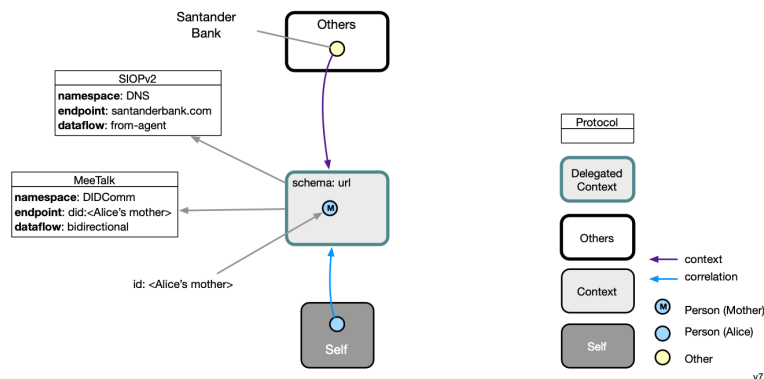 Santander
Bank
Others
SIOPv2
namespace: DNS
endpoint: santanderbank.com
dataflow: from-agent
MeeTalk
namespace: DIDComm
endpoint: did:<Alice's mother>
dataflow: bidirectional
schema: url
M
id: <Alice's mother>
Self
Protocol
Delegated
Context
Others
Context
Self
context
correlation
M
Person (Mother)
Person (Alice)
Other
v7